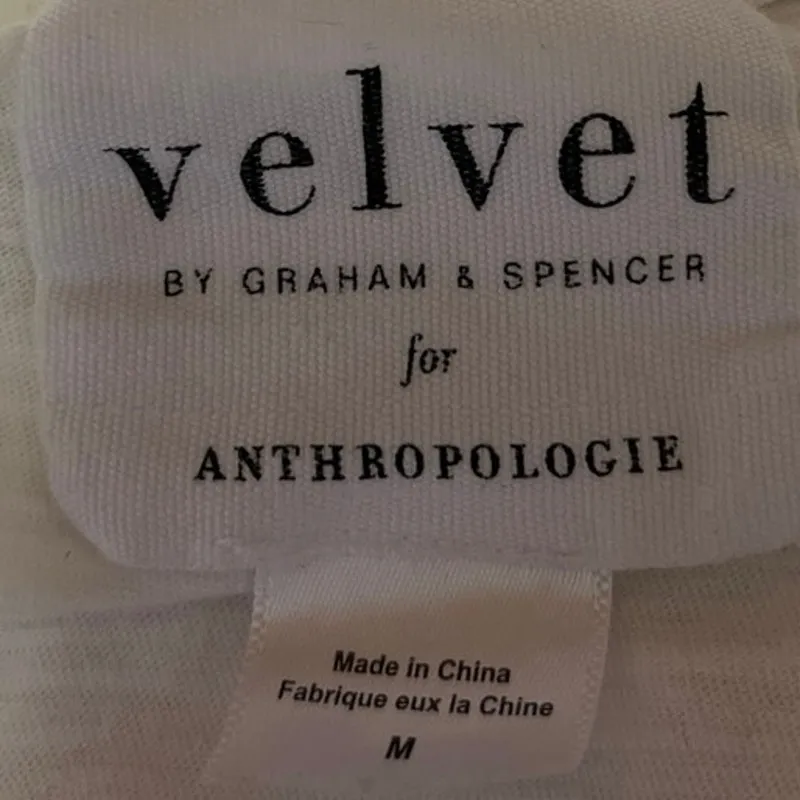 velvet
BY GRAHAM & SPENCER
for
ANTHROPOLOGIE
Made in China
Fabrique eux la Chine
M